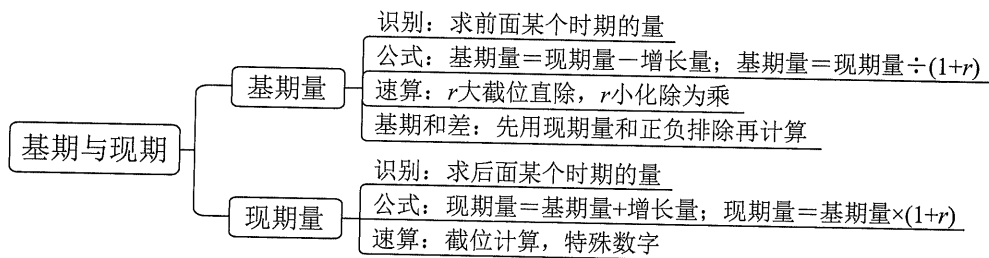 基期与现期
基期量
识别：求前面某个时期的量
公式：基期量=现期量-增长量；基期量=现期量÷(1+r)
速算：r大截位直除，r小化除为乘
基期和差：先用现期量和正负排除再计算
现期量
识别：求后面某个时期的量
公式：现期量=基期量+增长量；现期量=基期量×(1+r)
速算：截位计算，特殊数字